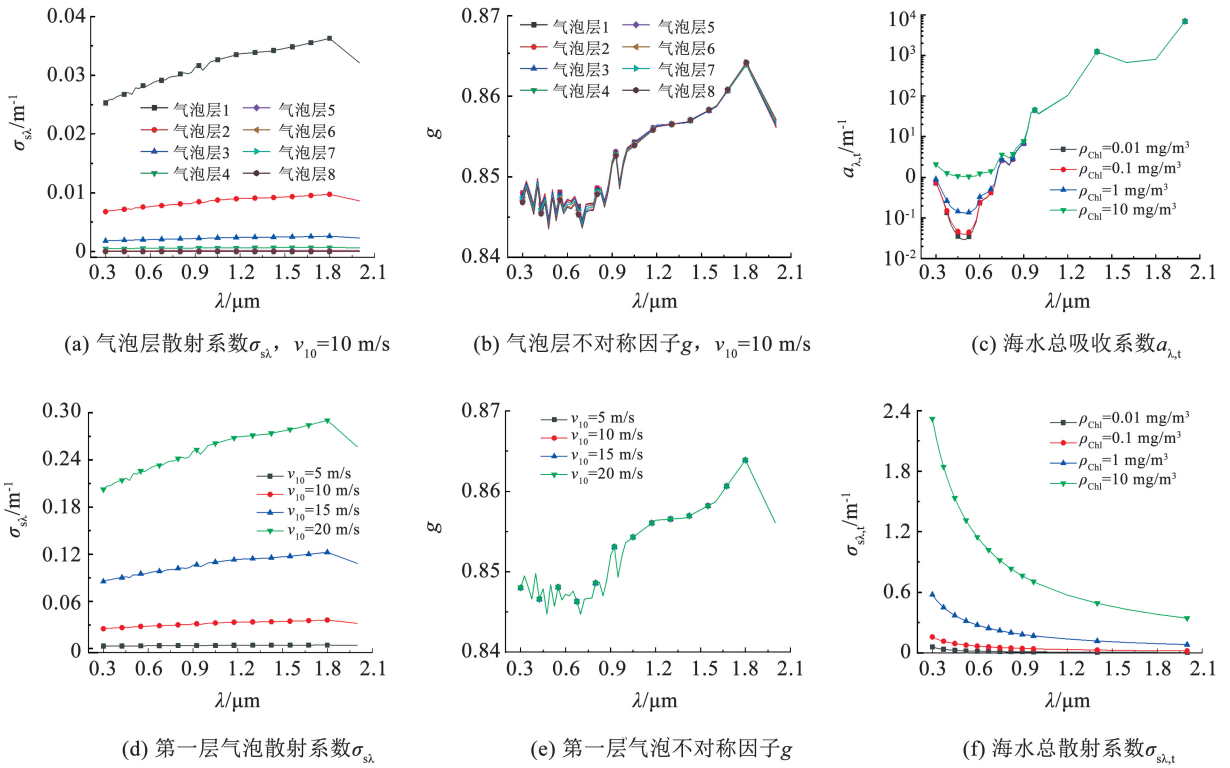 0.04
0.03
0.02
0.01
0
σsλ/m-1
气泡层1 气泡层5
气泡层2 气泡层6
气泡层3 气泡层7
气泡层4 气泡层8
0.3 0.6 0.9 1.2 1.5 1.8 2.1
λ/μm
(a) 气泡层散射系数σsλ，v10=10 m/s
0.87
0.86
0.85
0.84
g
气泡层1 气泡层5
气泡层2 气泡层6
气泡层3 气泡层7
气泡层4 气泡层8
0.3 0.6 0.9 1.2 1.5 1.8 2.1
λ/μm
(b) 气泡层不对称因子g，v10=10 m/s
10^4
10^3
10^2
10^1
1
10^-1
10^-2
aλ,t/m-1
ρChl=0.01 mg/m3
ρChl=0.1 mg/m3
ρChl=1 mg/m3
ρChl=10 mg/m3
0.3 0.6 0.9 1.2 1.5 1.8 2.1
λ/μm
(c) 海水总吸收系数aλ,t
0.30
0.24
0.18
0.12
0.06
0
σsλ/m-1
v10=5 m/s
v10=10 m/s
v10=15 m/s
v10=20 m/s
0.3 0.6 0.9 1.2 1.5 1.8 2.1
λ/μm
(d) 第一层气泡散射系数σsλ
0.87
0.86
0.85
0.84
g
v10=5 m/s
v10=10 m/s
v10=15 m/s
v10=20 m/s
0.3 0.6 0.9 1.2 1.5 1.8 2.1
λ/μm
(e) 第一层气泡不对称因子g
2.4
1.8
1.2
0.6
0
σsλ,t/m-1
ρChl=0.01 mg/m3
ρChl=0.1 mg/m3
ρChl=1 mg/m3
ρChl=10 mg/m3
0.3 0.6 0.9 1.2 1.5 1.8 2.1
λ/μm
(f) 海水总散射系数σsλ,t